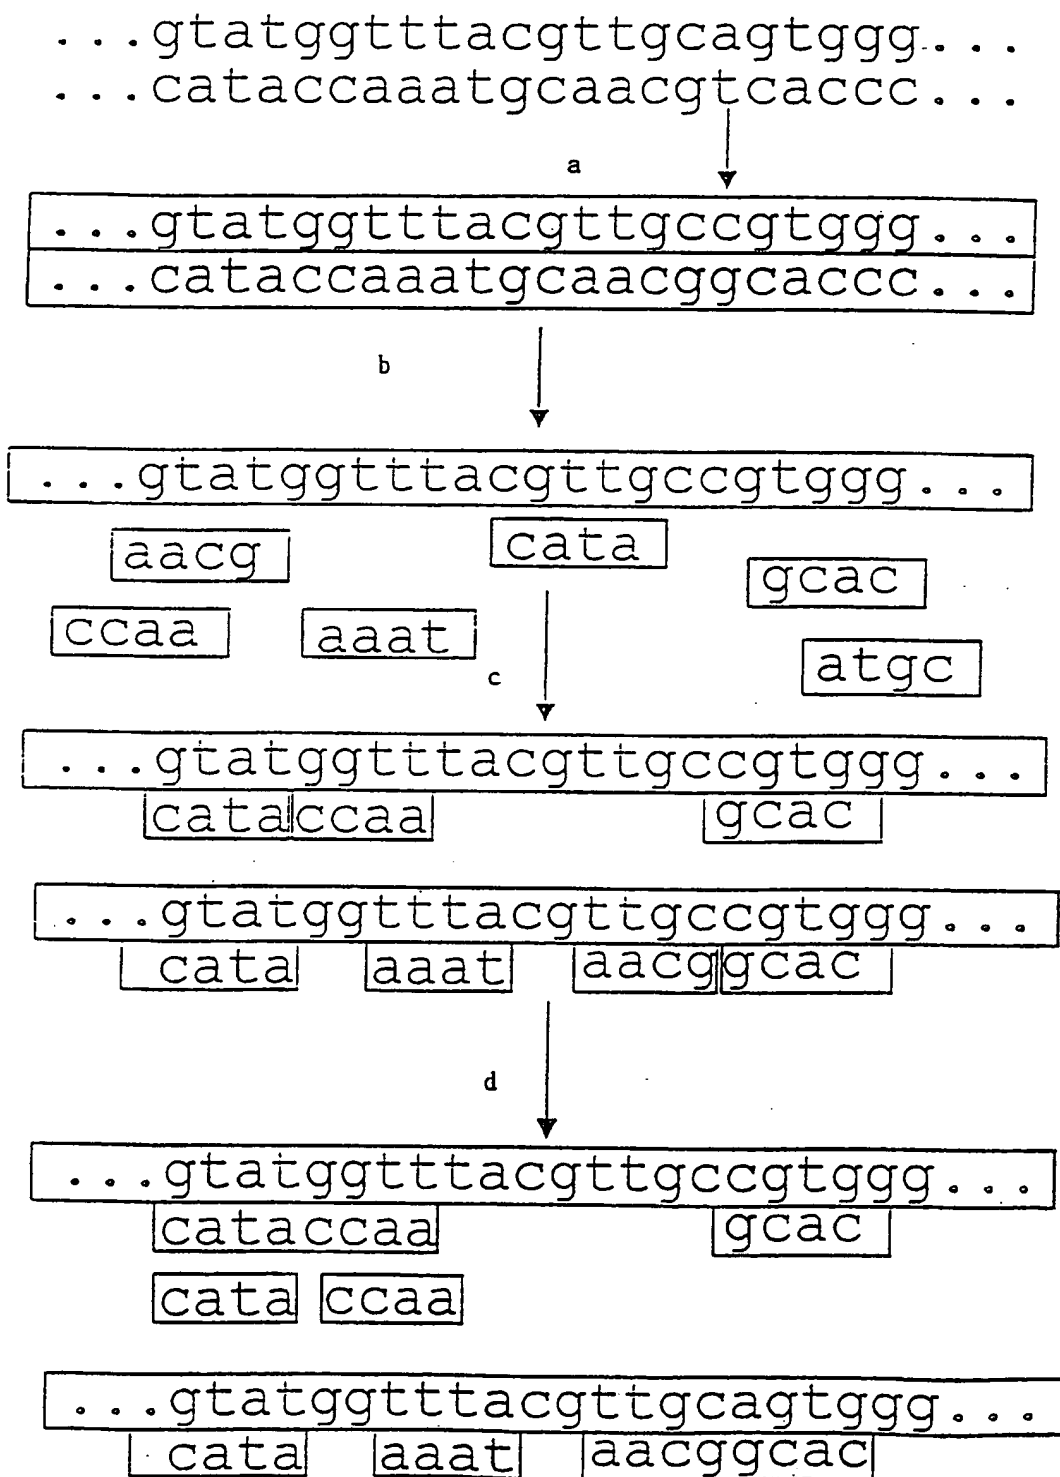 ...gtatggtttacgttgcagtggg...
...cataccaaatgcaacgtcaccc...
a
...gtatggtttacgttgccgtggg...
...cataccaaatgcaacggcaccc...
b
...gtatggtttacgttgccgtggg...
aacg cata gcac
ccaa aaat atgc
c
...gtatggtttacgttgccgtggg...
cata ccaa gcac
...gtatggtttacgttgccgtggg...
cata aaat aacg gcac
d
...gtatggtttacgttgccgtggg...
cataccaa gcac
cata ccaa
...gtatggtttacgttgcagtggg...
cata aaat aacggcac